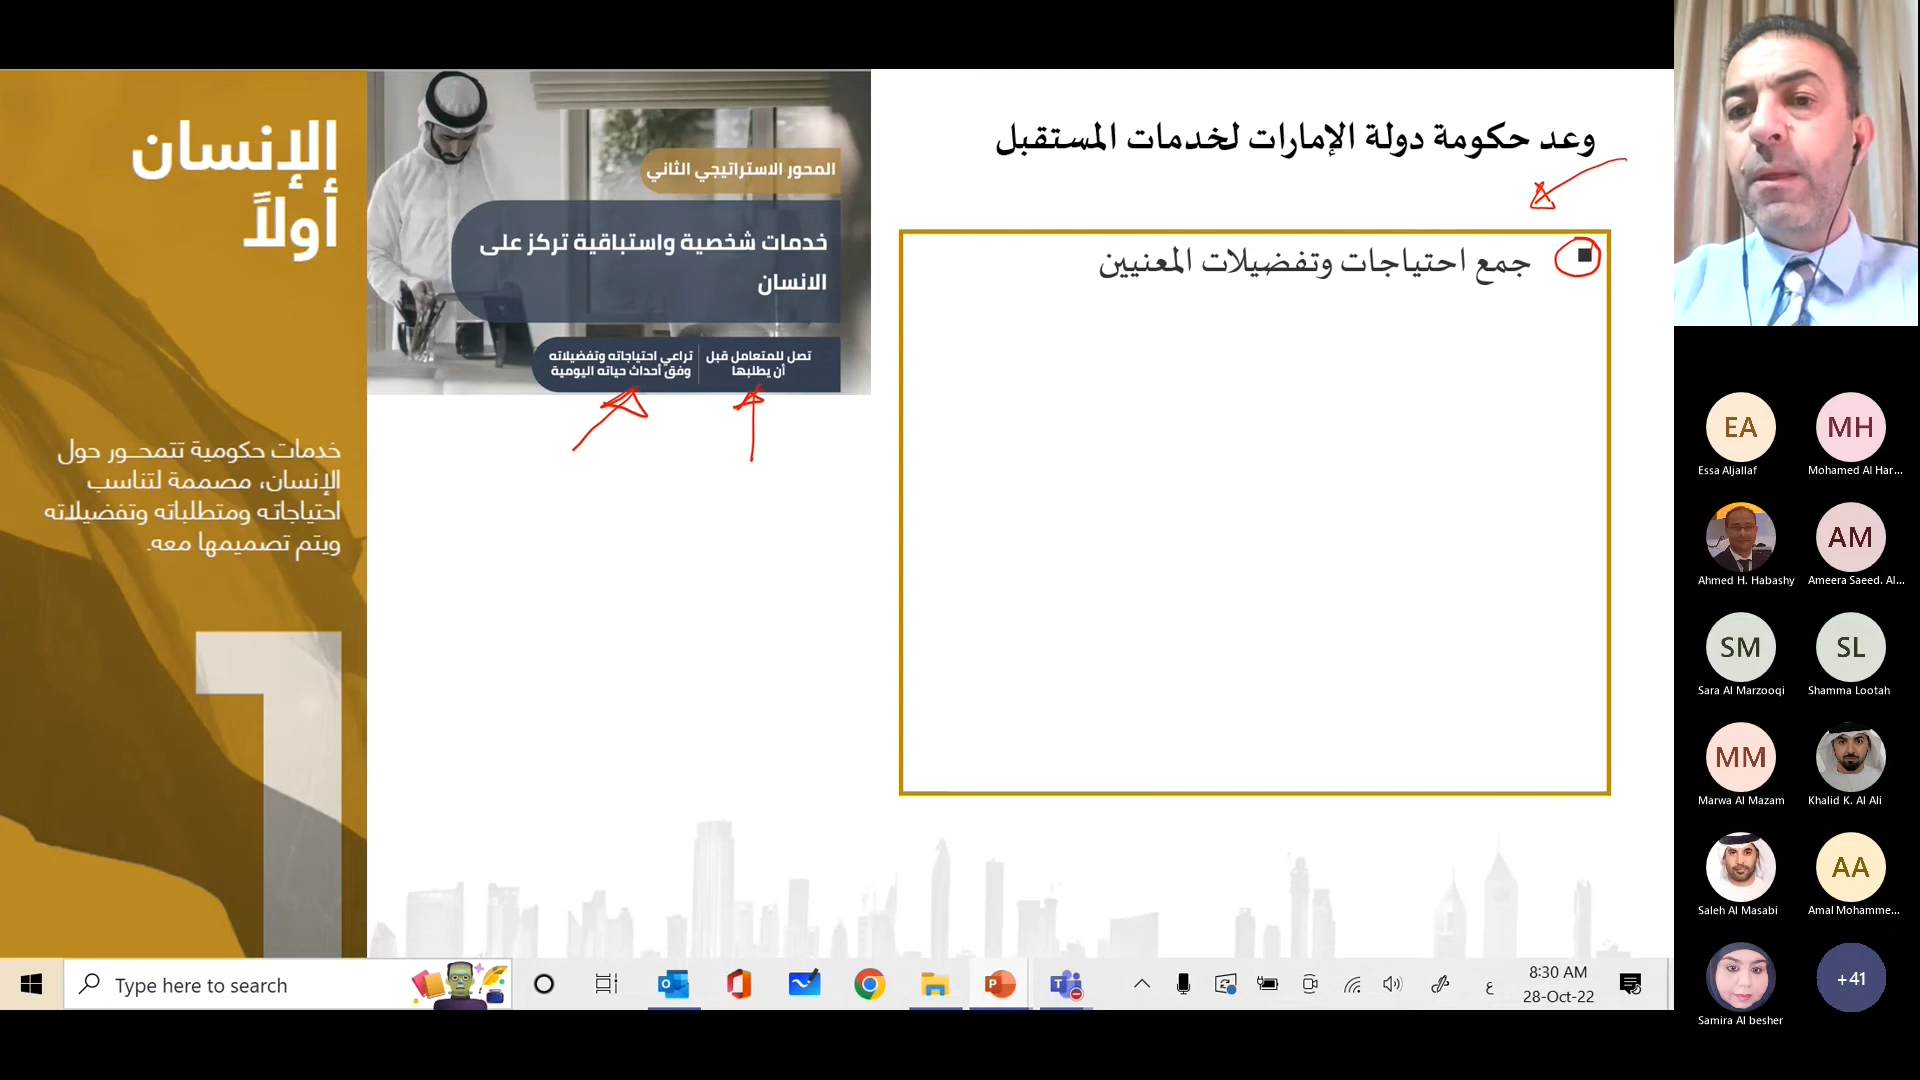 وعد حكومة دولة الإمارات لخدمات المستقبل
جمع احتياجات وتفضيلات المعنيين
المحور الاستراتيجي الثاني
خدمات شخصية واستباقية تركز على
الانسان
تصل للمتعامل قبل
أن يطلبها
تراعي احتياجاته وتفضيلاته
وفق أحداث حياته اليومية
الإنسان
أولاً
خدمات حكومية تتمحـــور حول
الإنسان، مصممة لتناسب
احتياجاته ومتطلباته وتفضيلاته
ويتم تصميمها معه.
1
EA
Essa Aljallaf
MH
Mohamed Al Har...
Ahmed H. Habashy
AM
Ameera Saeed. Al...
SM
Sara Al Marzooqi
SL
Shamma Lootah
MM
Marwa Al Mazam
Khalid K. Al Ali
Saleh Al Masabi
AA
Amal Mohamme...
Samira Al besher
+41
Type here to search
ع
8:30 AM
28-Oct-22